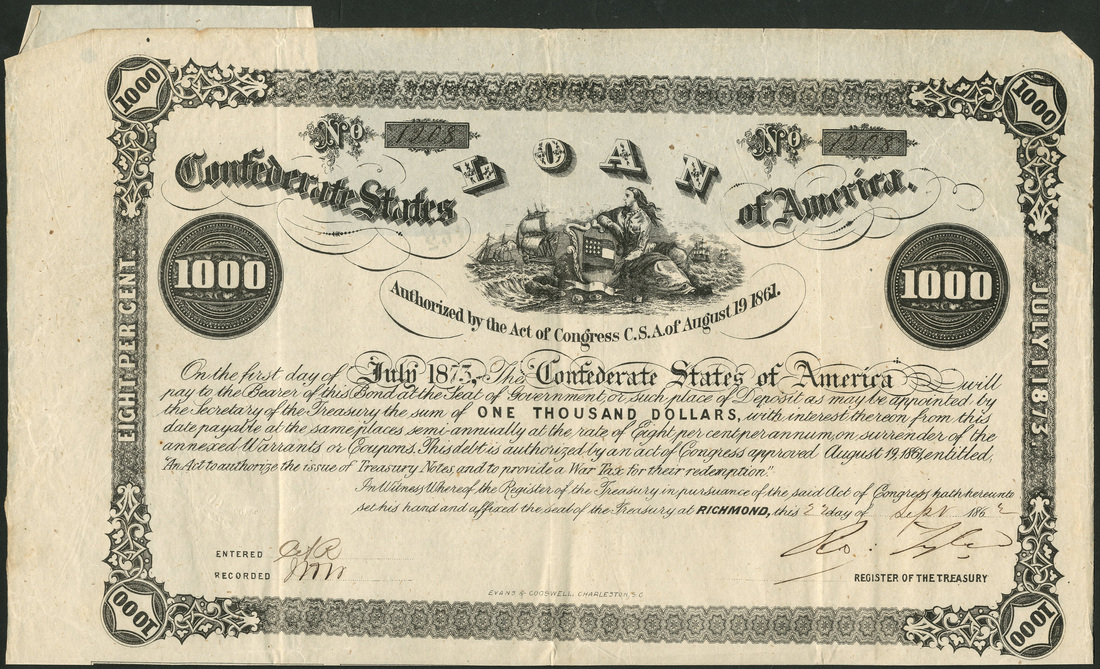 1000
1000
No 1208
LOAN
No 1208
Confederate States
of America.
1000
1000
Authorized by the Act of Congress C.S.A. of August 19 1861.
EIGHT PER CENT
JULY 1 1873
On the first day of July 1873, The Confederate States of America will
pay to the Bearer of this Bond at the Seat of Government, or such place of Deposit as may be appointed by
the Secretary of the Treasury the sum of ONE THOUSAND DOLLARS, with interest thereon from this
date payable at the same places semi-annually at the rate of Eight per cent per annum, on surrender of the
annexed Warrants or Coupons. This debt is authorized by an act of Congress approved August 19, 1861, entitled,
"An Act to authorize the issue of Treasury Notes, and to provide a War Tax for their redemption."
In Witness Whereof the Register of the Treasury in pursuance of the said Act of Congress hath hereunto
set his hand and affixed the seal of the Treasury at RICHMOND, this 2d day of Sept 1862
Ro: Tyler
ENTERED
RECORDED
REGISTER OF THE TREASURY
EVANS & COGSWELL, CHARLESTON, S.C.
1000
1000